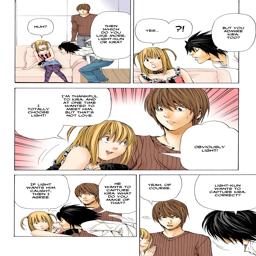 BUT YOU
ADMIRE
KIRA,
TOO?
?!
YES...
THEN
WHICH
DO YOU
LIKE MORE,
LIGHT-KUN
OR KIRA?
HUH?
OBVIOUSLY
LIGHT!
I'M THANKFUL
TO KIRA, AND
AT ONE TIME
WANTED TO
MEET HIM,
BUT THAT'S
NOT LOVE.
I
TOTALLY
CHOOSE
LIGHT!
LIGHT-KUN
WANTS TO
CAPTURE KIRA,
CORRECT?
YEAH, OF
COURSE.
HE
WANTS TO
CAPTURE
KIRA. WHAT
DO YOU
MAKE OF
THAT?
IF LIGHT
WANTS HIM
CAUGHT,
THEN I
AGREE.